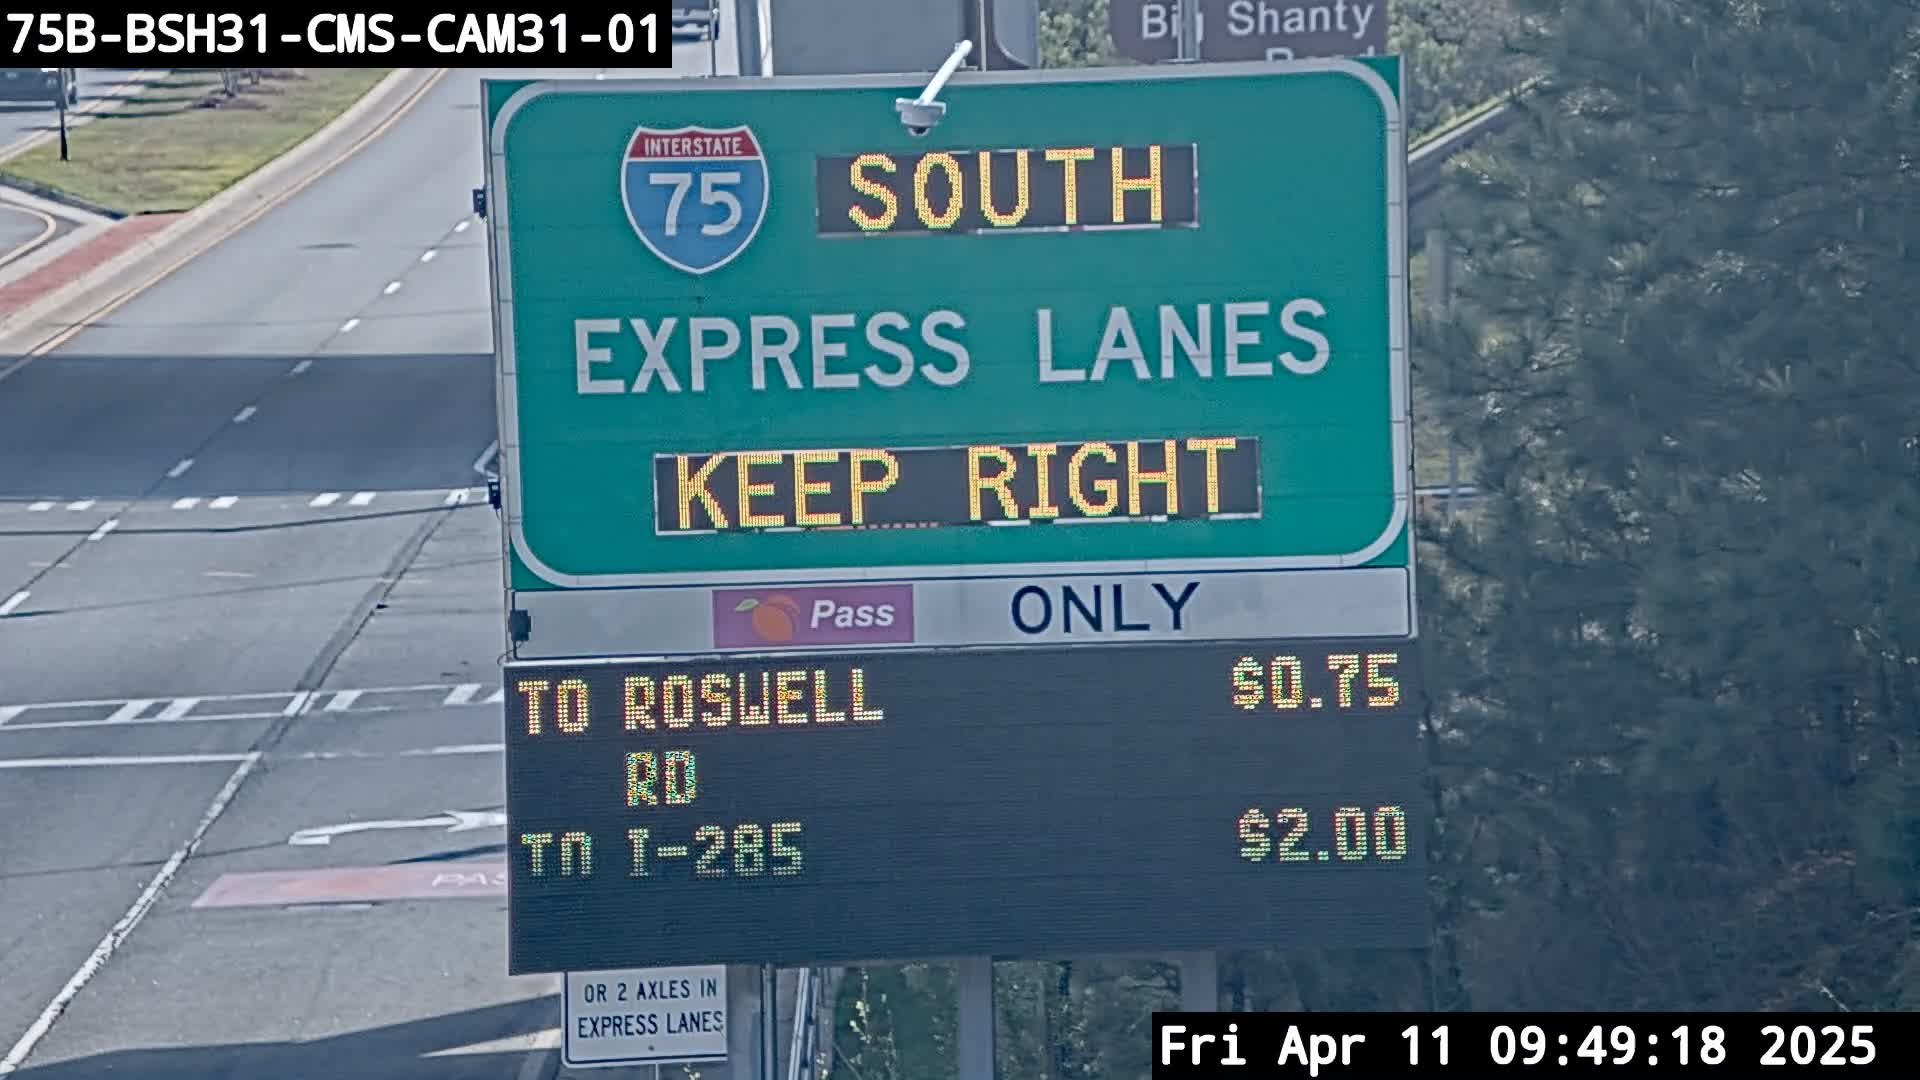 75B-BSH31-CMS-CAM31-01
Big Shanty
Road
INTERSTATE
75
SOUTH
EXPRESS LANES
KEEP RIGHT
Pass ONLY
TO ROSWELL $0.75
RD
TO I-285 $2.00
PAS
OR 2 AXLES IN
EXPRESS LANES
Fri Apr 11 09:49:18 2025